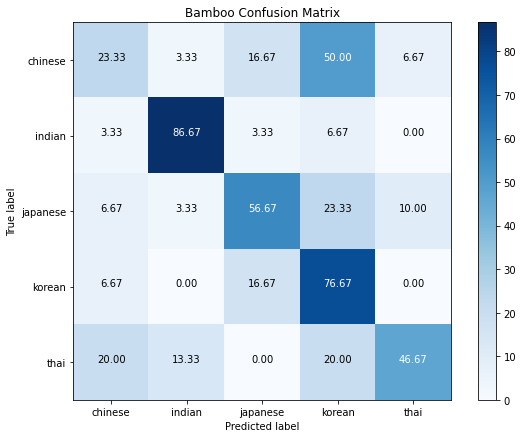 Bamboo Confusion Matrix
chinese 23.33 3.33 16.67 50.00 6.67
indian 3.33 86.67 3.33 6.67 0.00
japanese 6.67 3.33 56.67 23.33 10.00
korean 6.67 0.00 16.67 76.67 0.00
thai 20.00 13.33 0.00 20.00 46.67
chinese indian japanese korean thai
Predicted label
True label
80
70
60
50
40
30
20
10
0